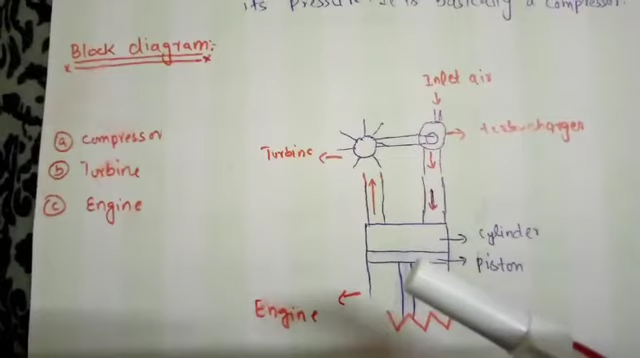 its pressure. It is basically a compressor.
Block diagram:
Inlet air
turbocharger
Turbine
ⓐ compressor
ⓑ Turbine
ⓒ Engine
cylinder
piston
Engine